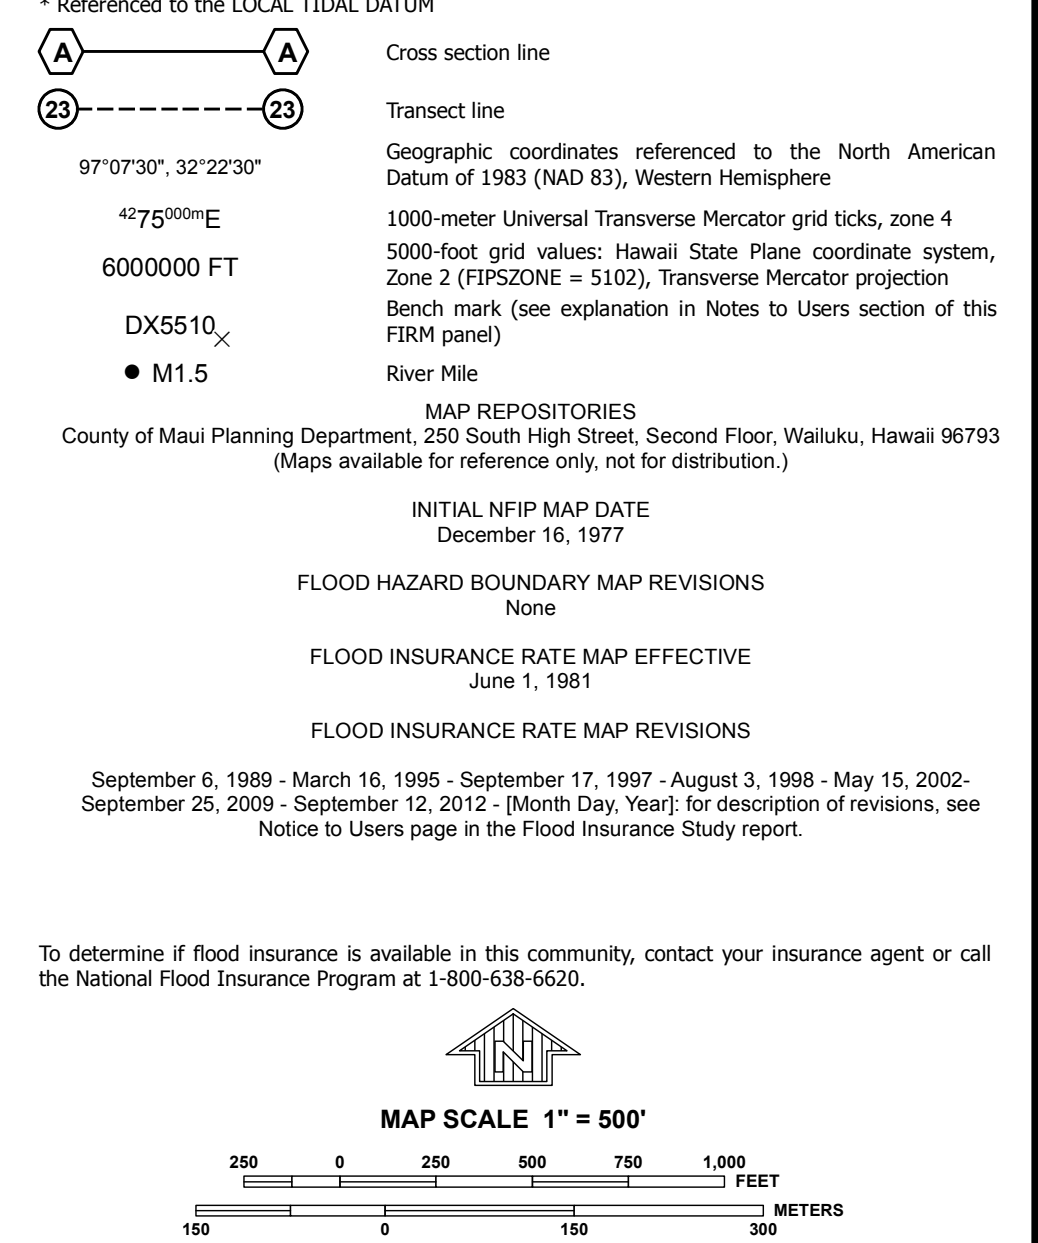 * Referenced to the LOCAL TIDAL DATUM
A A Cross section line
23 23 Transect line
97°07'30", 32°22'30" Geographic coordinates referenced to the North American
Datum of 1983 (NAD 83), Western Hemisphere
⁴²75⁰⁰⁰ᵐE 1000-meter Universal Transverse Mercator grid ticks, zone 4
6000000 FT 5000-foot grid values: Hawaii State Plane coordinate system,
Zone 2 (FIPSZONE = 5102), Transverse Mercator projection
DX5510 Bench mark (see explanation in Notes to Users section of this
FIRM panel)
● M1.5 River Mile
MAP REPOSITORIES
County of Maui Planning Department, 250 South High Street, Second Floor, Wailuku, Hawaii 96793
(Maps available for reference only, not for distribution.)
INITIAL NFIP MAP DATE
December 16, 1977
FLOOD HAZARD BOUNDARY MAP REVISIONS
None
FLOOD INSURANCE RATE MAP EFFECTIVE
June 1, 1981
FLOOD INSURANCE RATE MAP REVISIONS
September 6, 1989 - March 16, 1995 - September 17, 1997 - August 3, 1998 - May 15, 2002-
September 25, 2009 - September 12, 2012 - [Month Day, Year]: for description of revisions, see
Notice to Users page in the Flood Insurance Study report.
To determine if flood insurance is available in this community, contact your insurance agent or call
the National Flood Insurance Program at 1-800-638-6620.
N
MAP SCALE 1" = 500'
250 0 250 500 750 1,000
FEET
METERS
150 0 150 300